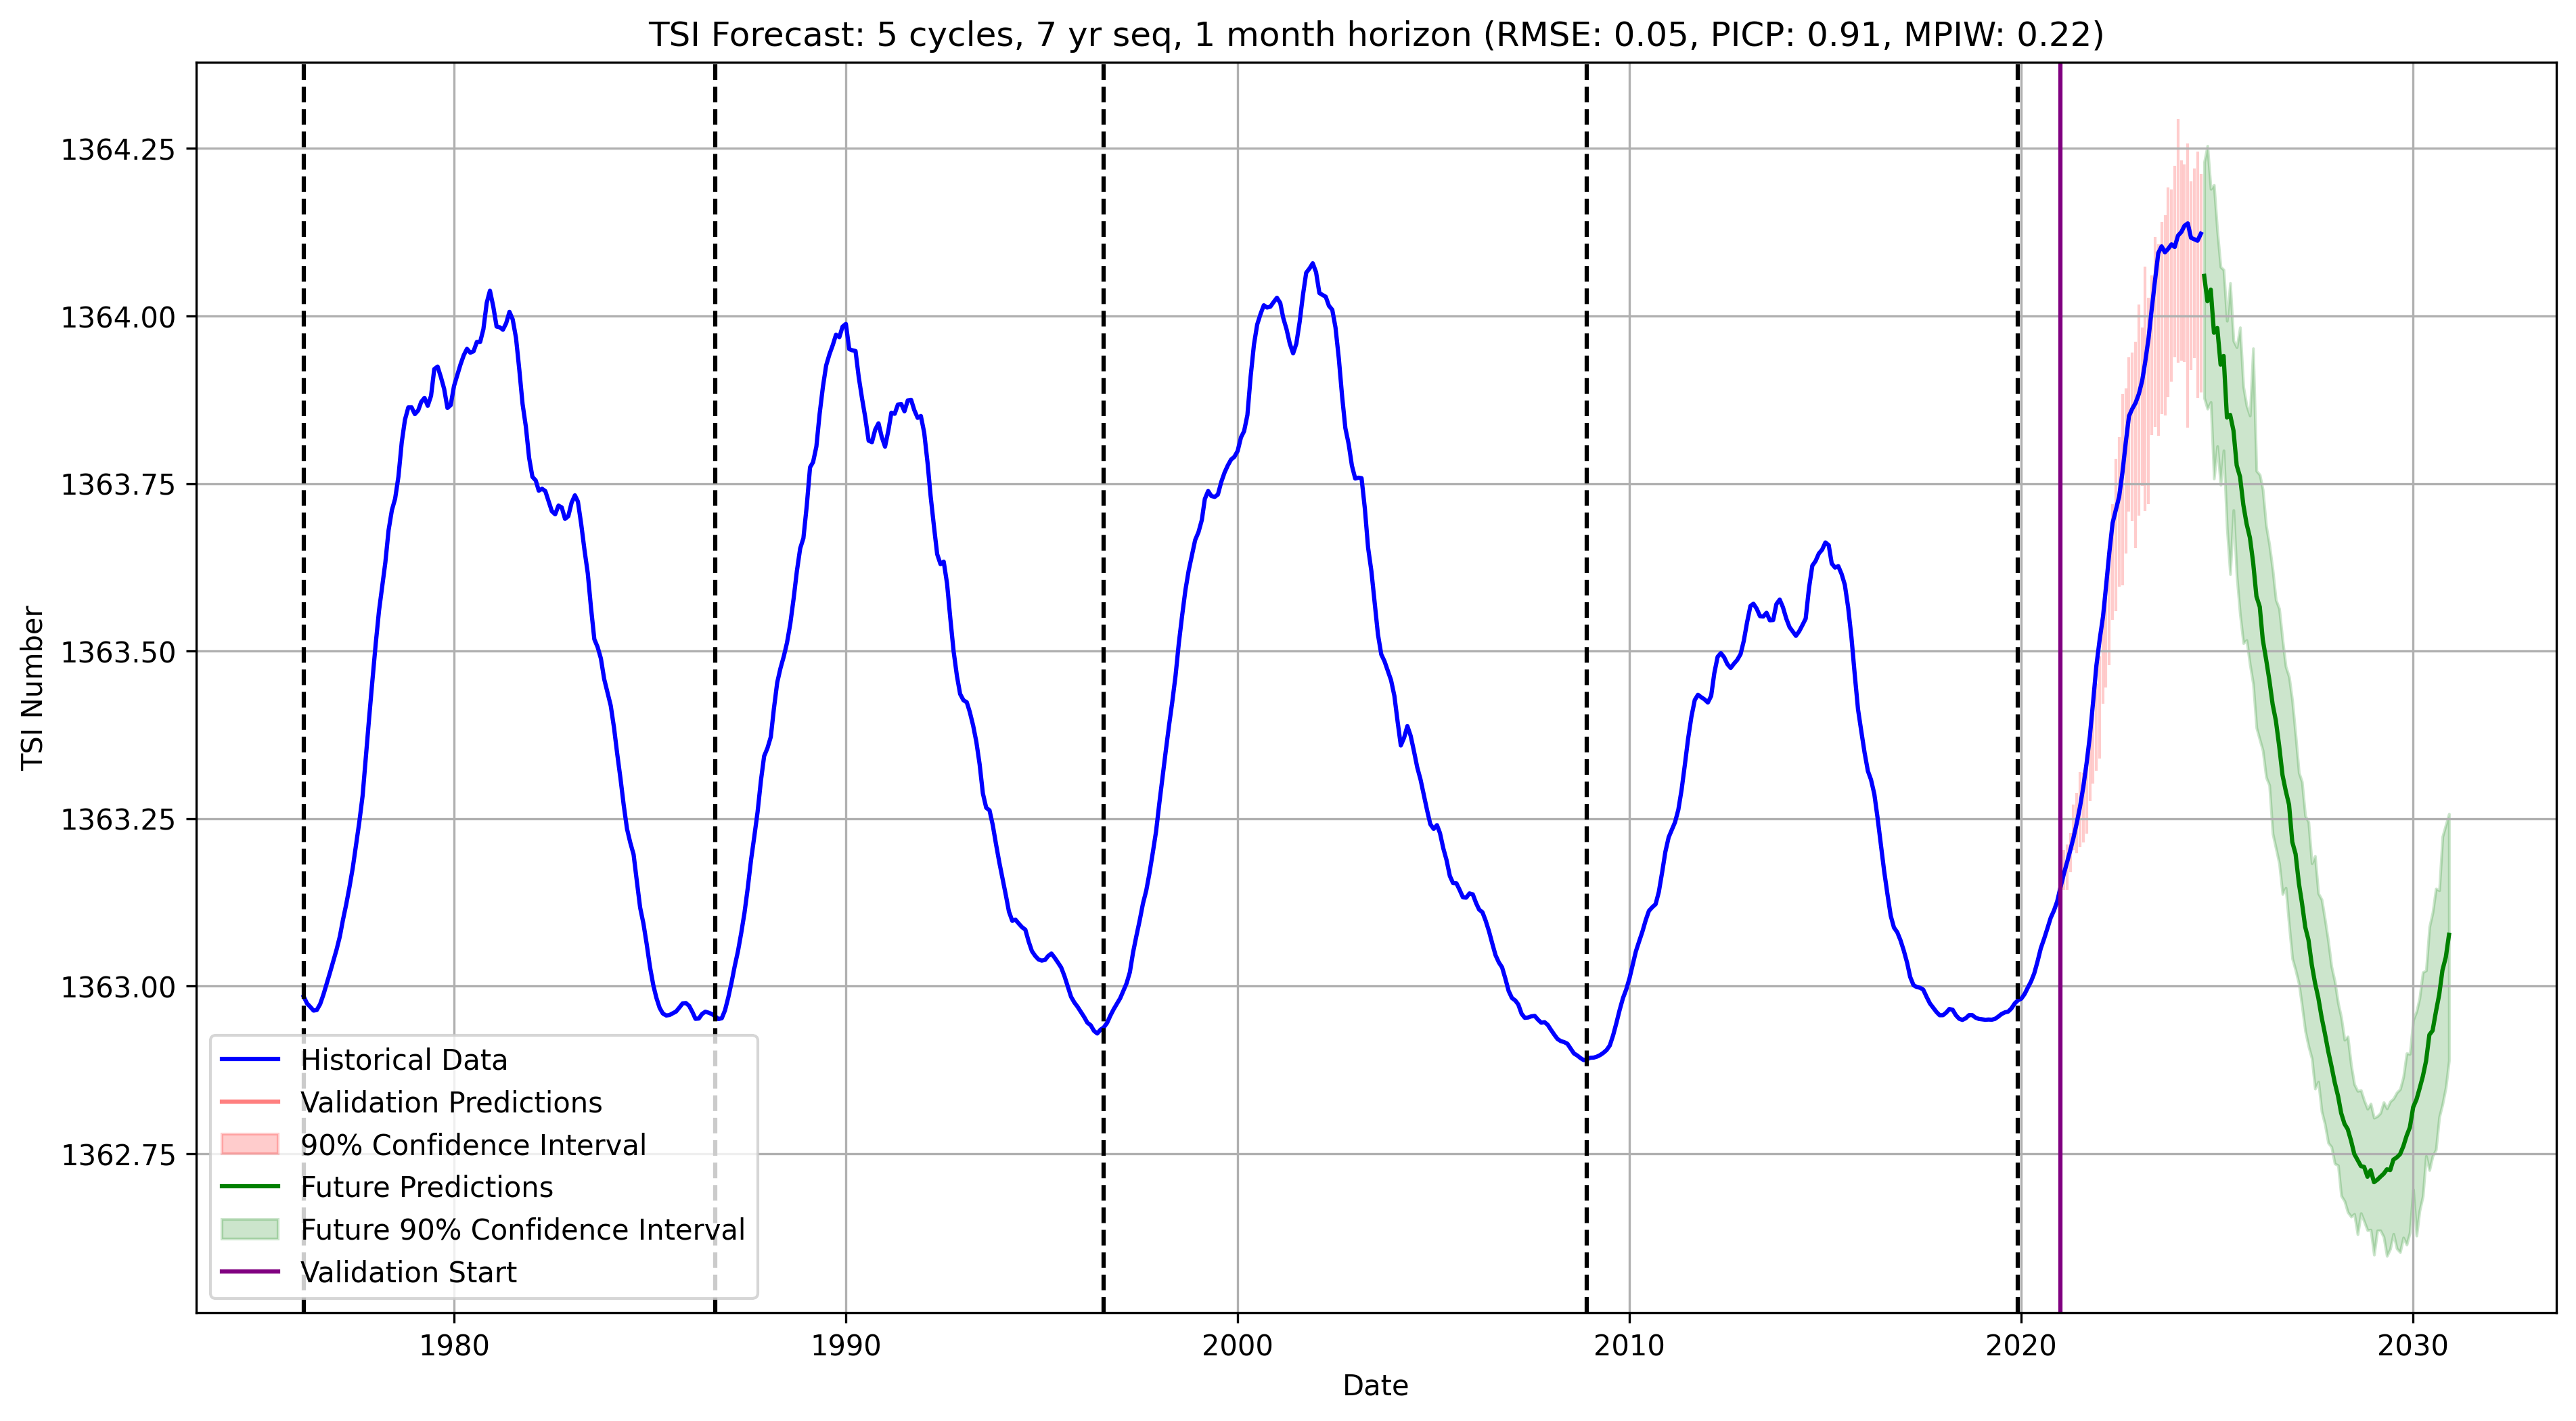 TSI Forecast: 5 cycles, 7 yr seq, 1 month horizon (RMSE: 0.05, PICP: 0.91, MPIW: 0.22)
TSI Number
1364.25
1364.00
1363.75
1363.50
1363.25
1363.00
1362.75
Historical Data
Validation Predictions
90% Confidence Interval
Future Predictions
Future 90% Confidence Interval
Validation Start
1980 1990 2000 2010 2020 2030
Date